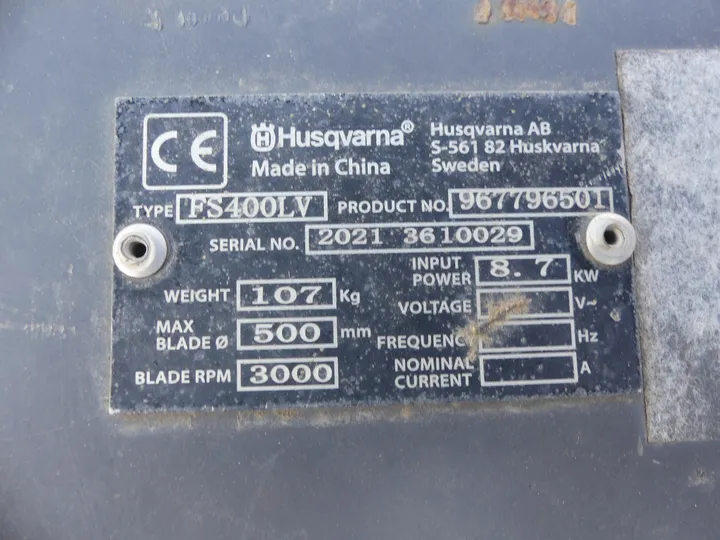 CE
Husqvarna®
Made in China
Husqvarna AB
S-561 82 Huskvarna
Sweden
TYPE FS400LV PRODUCT NO. 967796501
SERIAL NO. 2021 3610029
WEIGHT 107 Kg
MAX BLADE Ø 500 mm
BLADE RPM 3000
INPUT POWER 8.7 KW
VOLTAGE V~
FREQUENCY Hz
NOMINAL CURRENT A